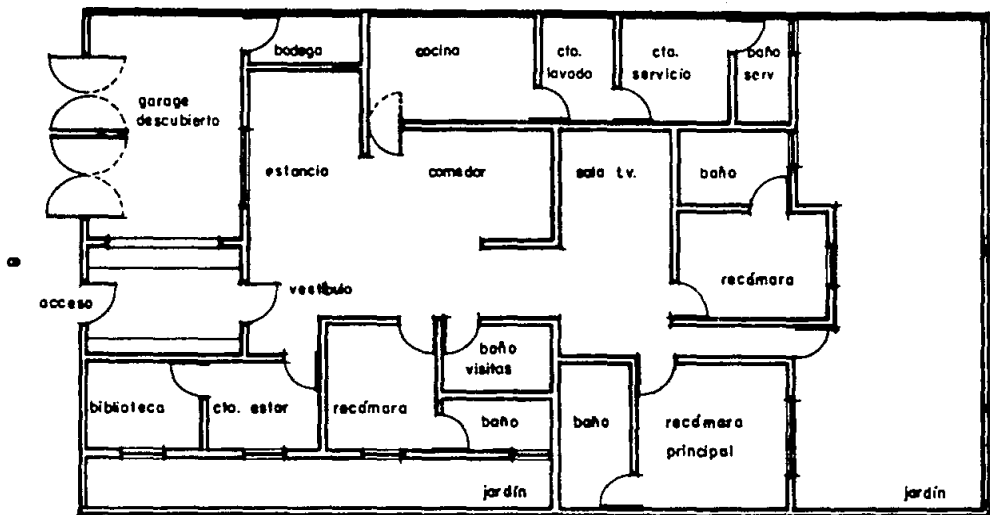 bodega
cocina
cto.
lavado
cto.
servicio
baño
serv
garage
descubierto
estancia
comedor
sala t.v.
baño
recámara
acceso
vestíbulo
baño
visitas
biblioteca
cto. estar
recámara
baño
baño
recámara
principal
jardín
jardín